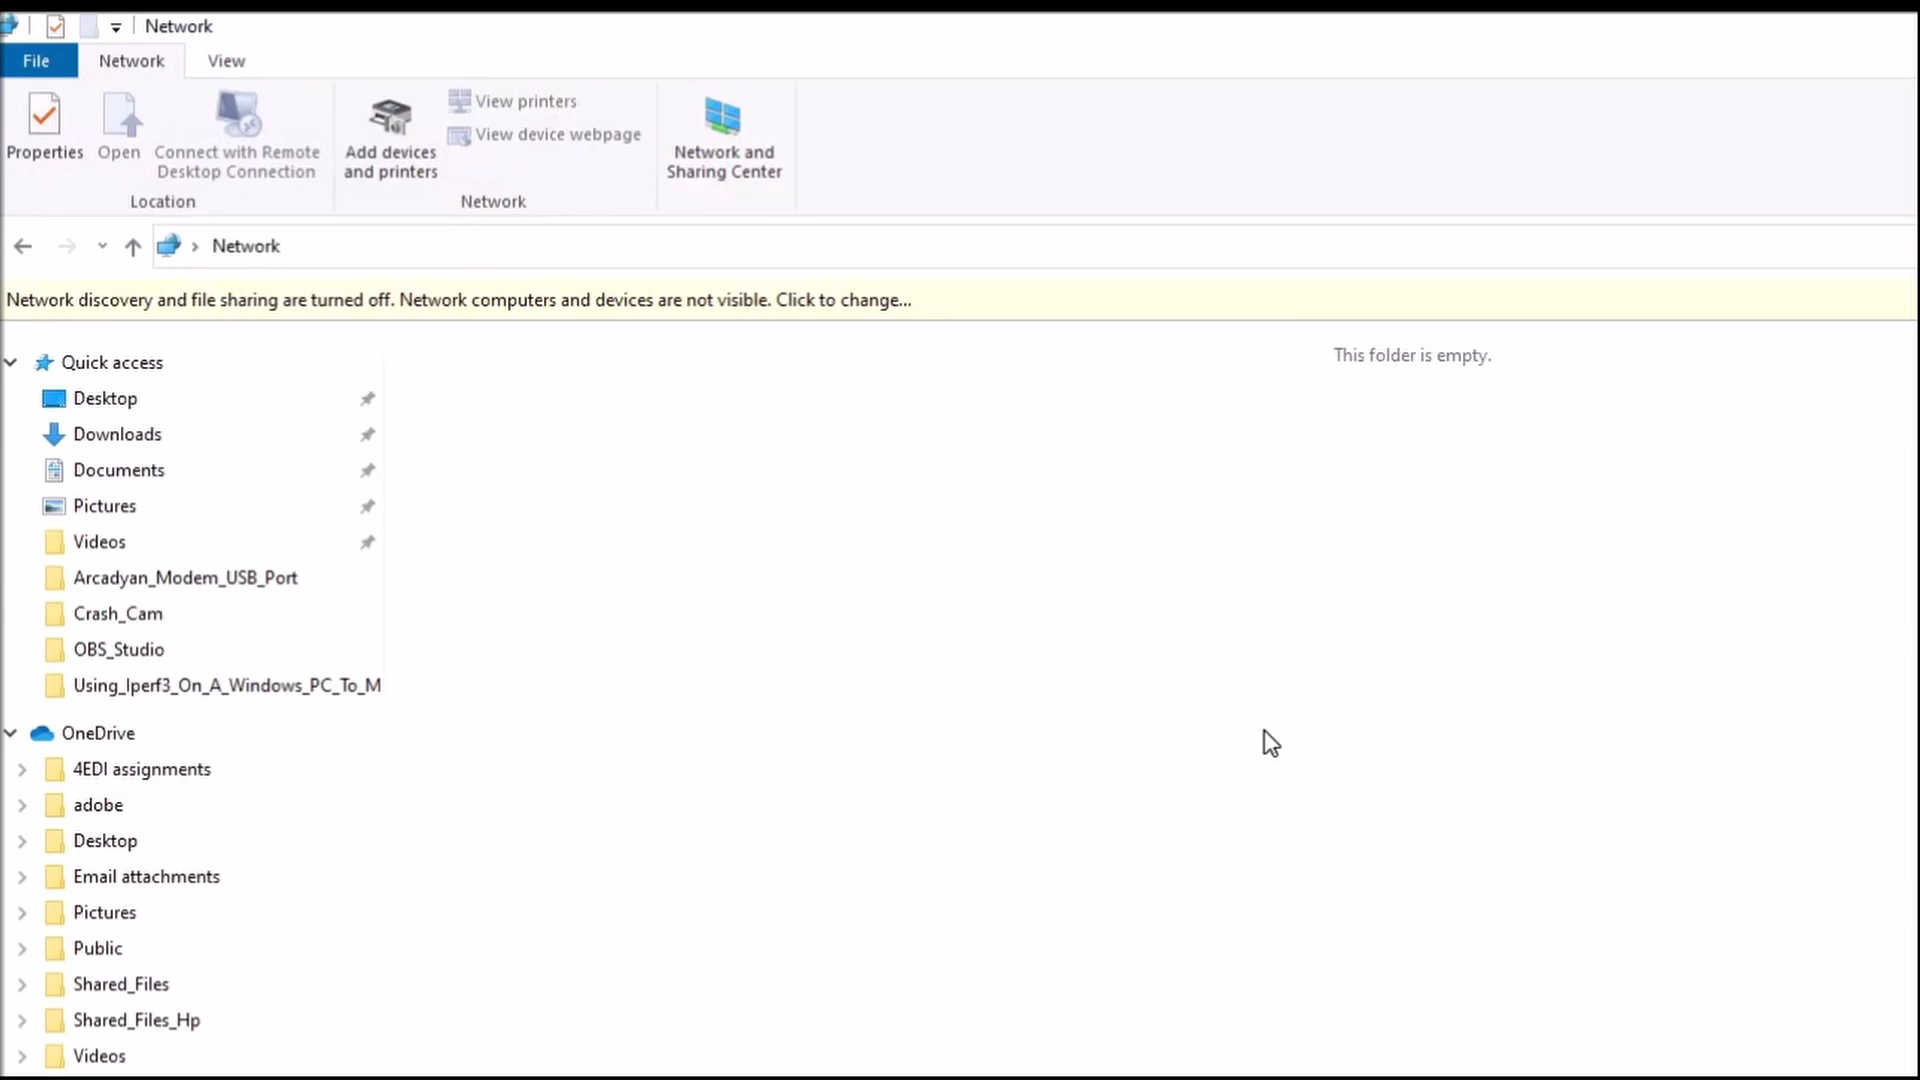 Network
File
Network
View
Properties
Open
Connect with Remote
Desktop Connection
Location
Add devices
and printers
View printers
View device webpage
Network
Network and
Sharing Center
Network
Network discovery and file sharing are turned off. Network computers and devices are not visible. Click to change...
This folder is empty.
Quick access
Desktop
Downloads
Documents
Pictures
Videos
Arcadyan_Modem_USB_Port
Crash_Cam
OBS_Studio
Using_Iperf3_On_A_Windows_PC_To_M
OneDrive
4EDI assignments
adobe
Desktop
Email attachments
Pictures
Public
Shared_Files
Shared_Files_Hp
Videos